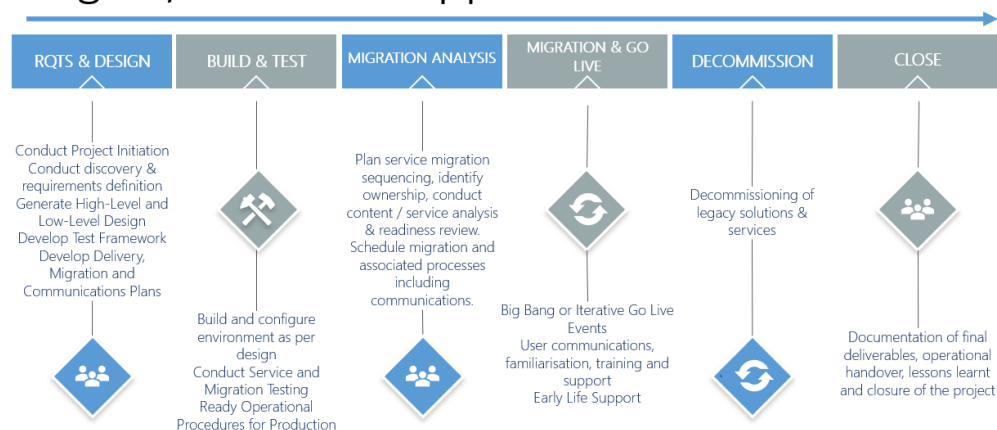 RQTS & DESIGN
BUILD & TEST
MIGRATION ANALYSIS
MIGRATION & GO
LIVE
DECOMMISSION
CLOSE
Conduct Project Initiation
Conduct discovery &
requirements definition
Generate High-Level and
Low-Level Design
Develop Test Framework
Develop Delivery,
Migration and
Communications Plans
Build and configure
environment as per
design
Conduct Service and
Migration Testing
Ready Operational
Procedures for Production
Plan service migration
sequencing, identify
ownership, conduct
content / service analysis
& readiness review.
Schedule migration and
associated processes
including
communications.
Big Bang or Iterative Go Live
Events
User communications,
familiarisation, training and
support
Early Life Support
Decommissioning of
legacy solutions &
services
Documentation of final
deliverables, operational
handover, lessons learnt
and closure of the project